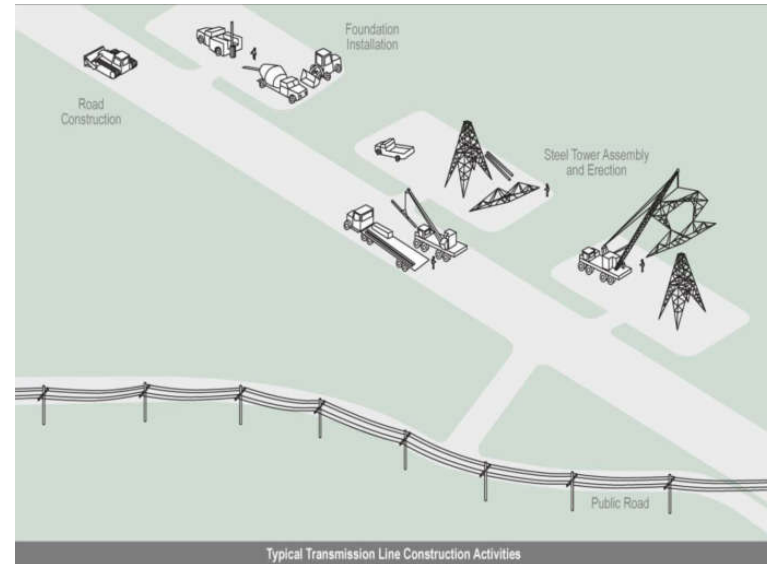 Foundation
Installation
Road
Construction
Steel Tower Assembly
and Erection
Public Road
Typical Transmission Line Construction Activities